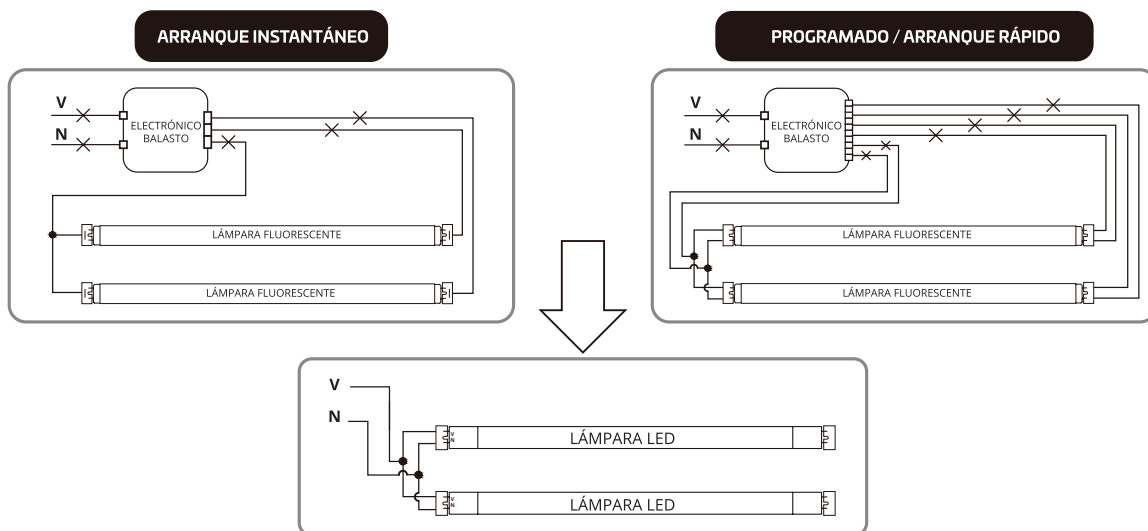 ARRANQUE INSTANTÁNEO
V
N
ELECTRÓNICO
BALASTO
LÁMPARA FLUORESCENTE
LÁMPARA FLUORESCENTE
PROGRAMADO / ARRANQUE RÁPIDO
V
N
ELECTRÓNICO
BALASTO
LÁMPARA FLUORESCENTE
LÁMPARA FLUORESCENTE
V
N
V
N
LÁMPARA LED
V
N
LÁMPARA LED